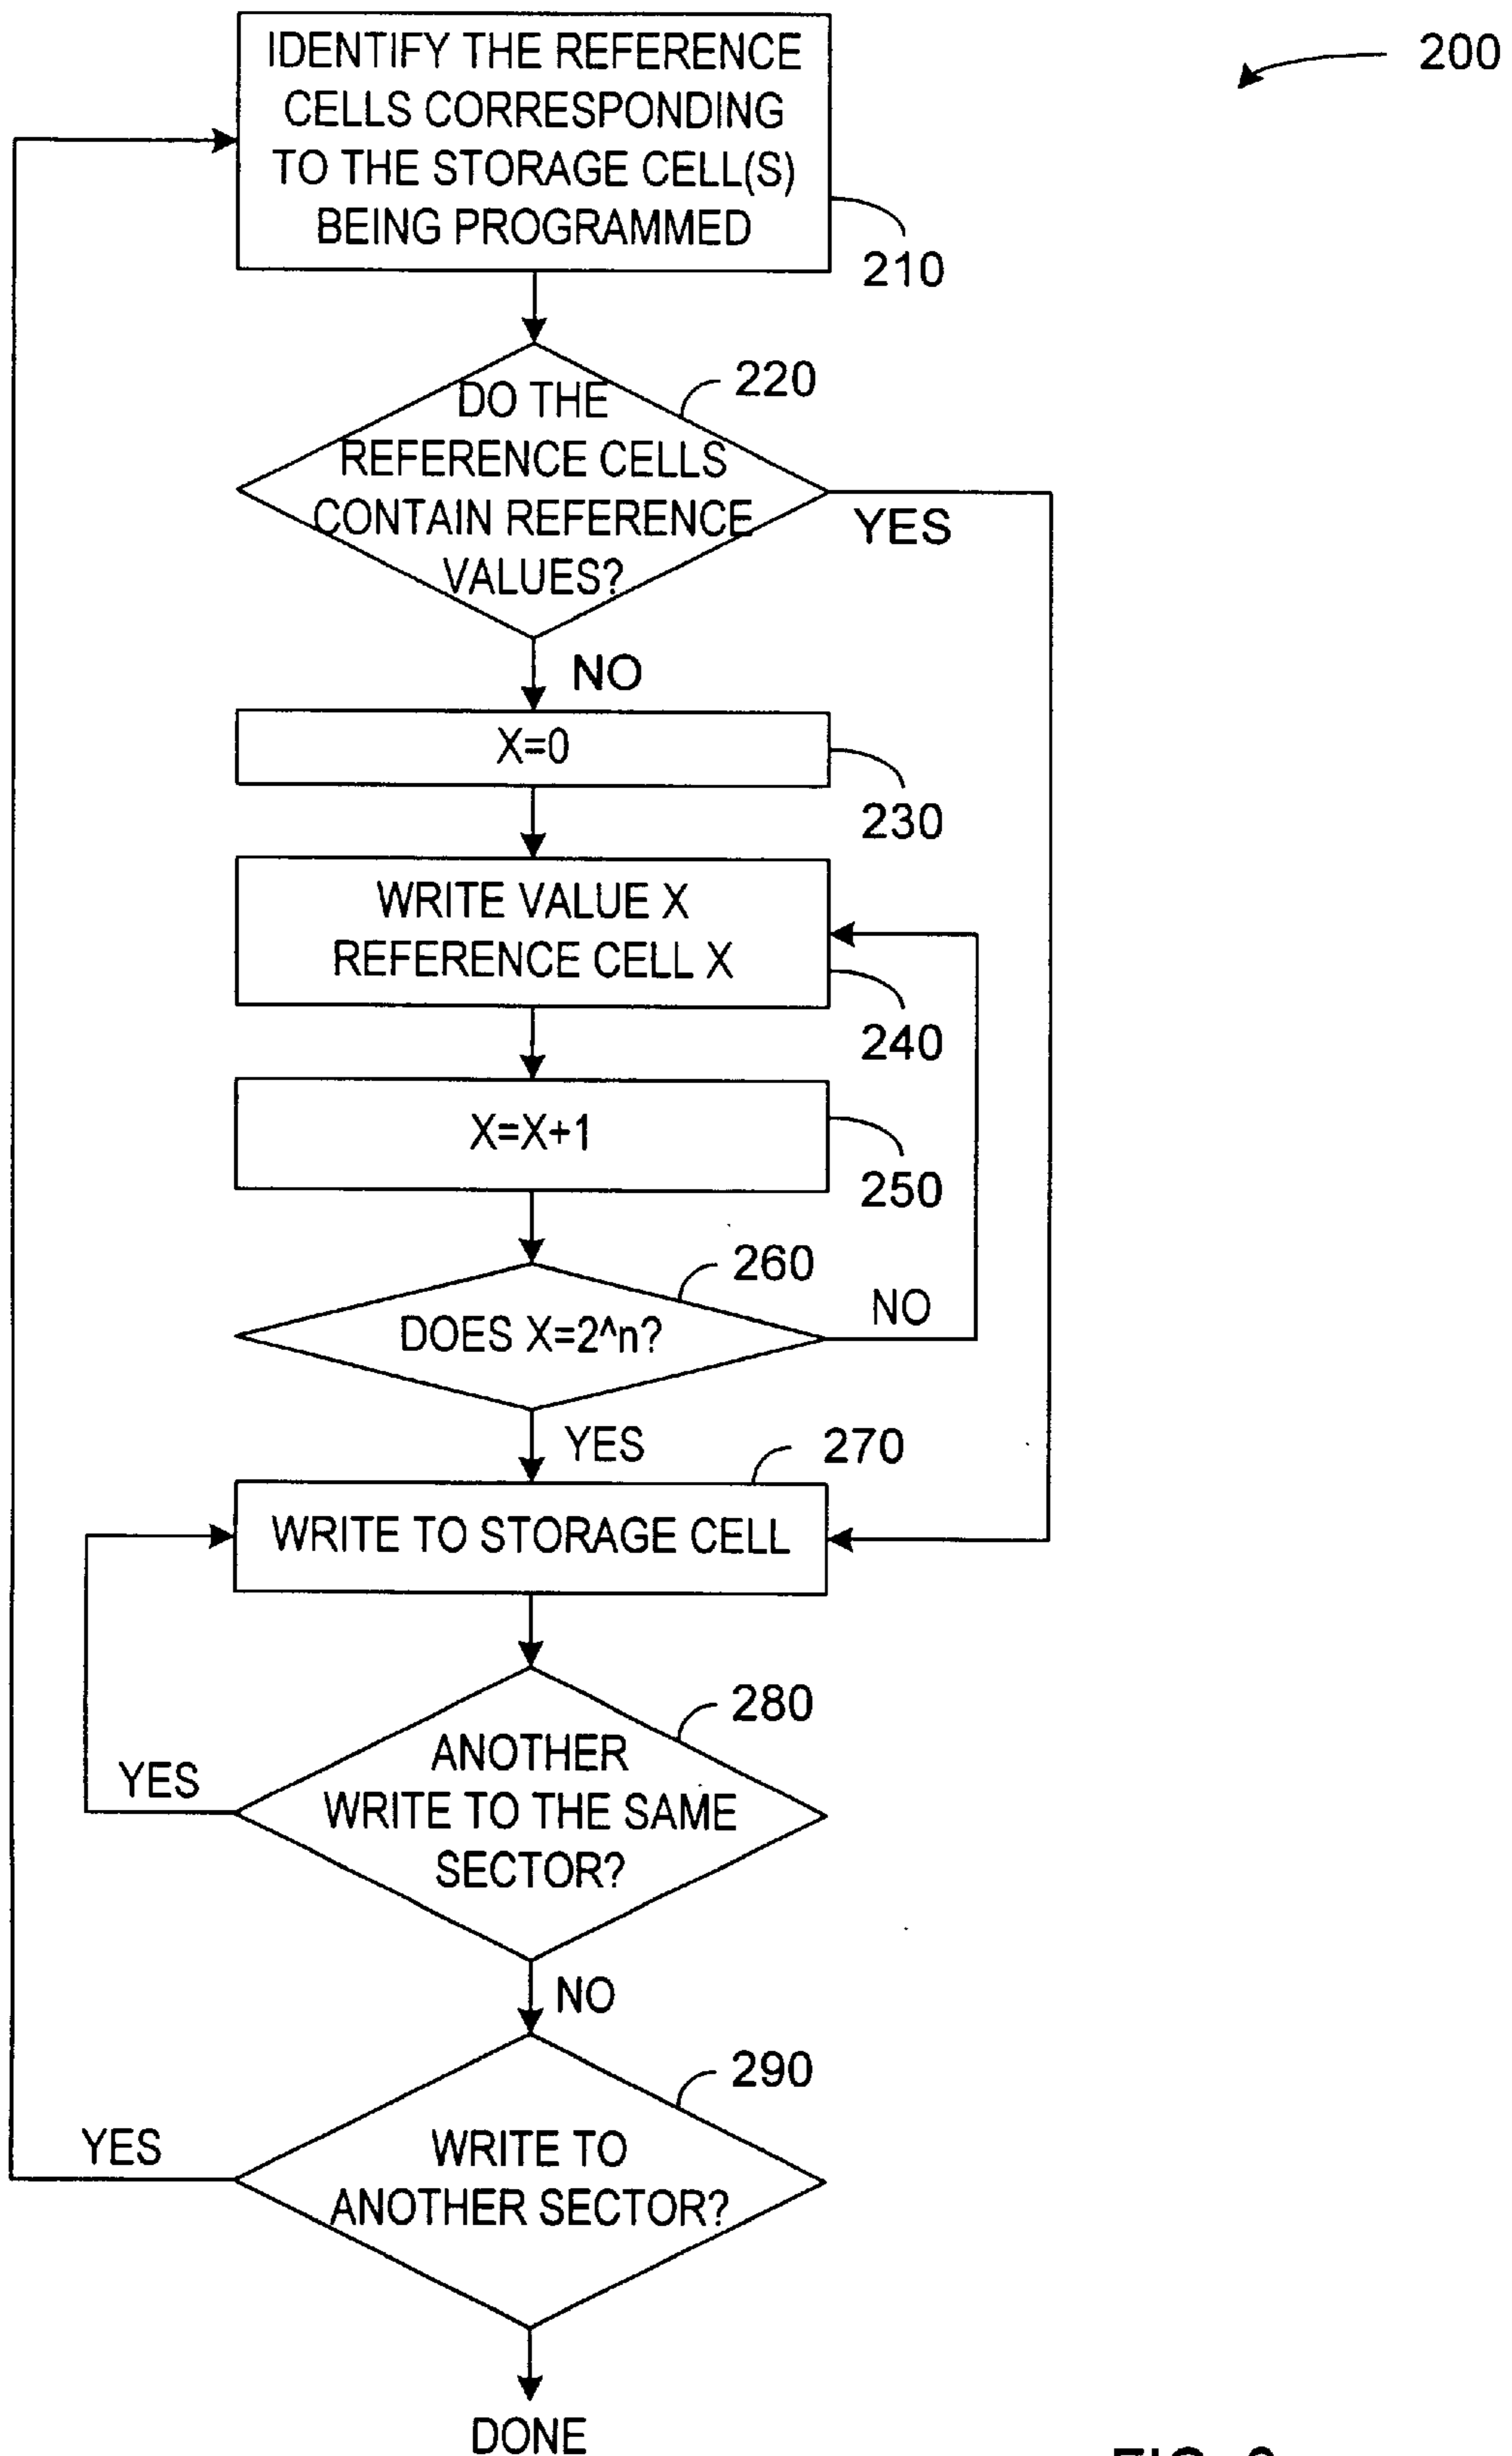 200
IDENTIFY THE REFERENCE
CELLS CORRESPONDING
TO THE STORAGE CELL(S)
BEING PROGRAMMED
210
220
DO THE
REFERENCE CELLS
CONTAIN REFERENCE
VALUES?
YES
NO
X=0
230
WRITE VALUE X
REFERENCE CELL X
240
X=X+1
250
260
DOES X=2^n?
NO
YES
270
WRITE TO STORAGE CELL
280
ANOTHER
WRITE TO THE SAME
SECTOR?
YES
NO
290
WRITE TO
ANOTHER SECTOR?
YES
DONE